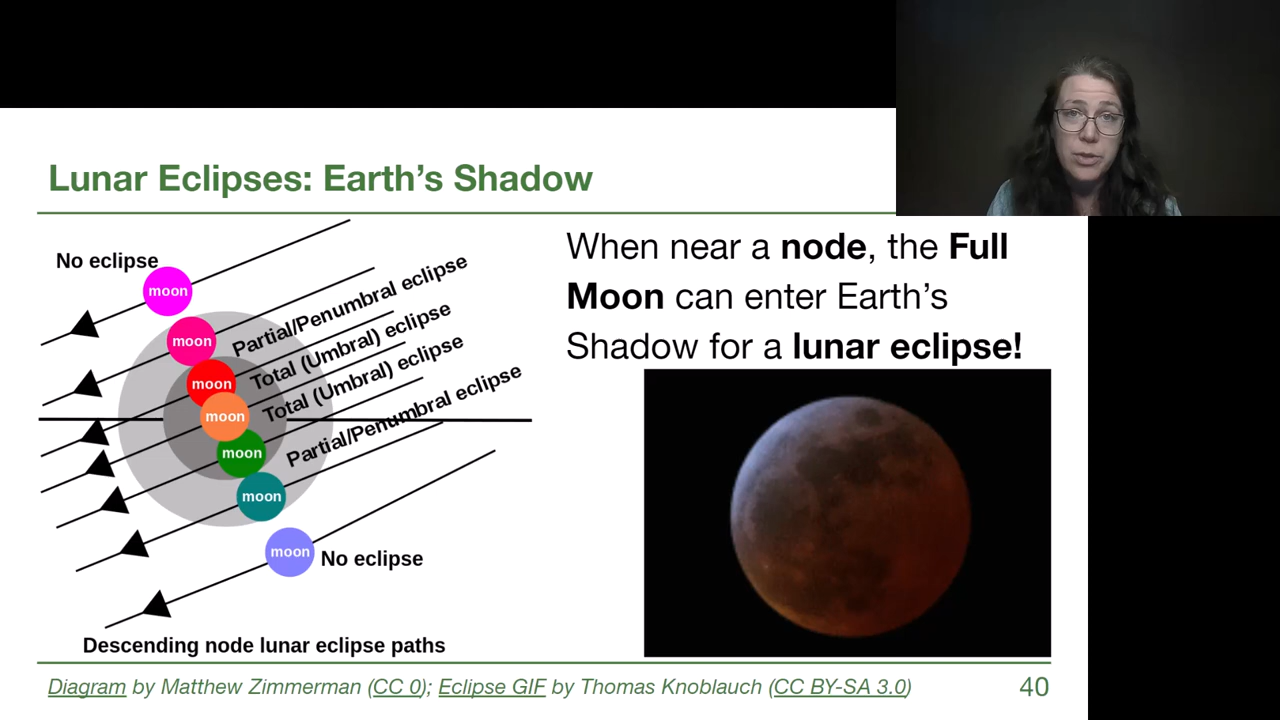 Lunar Eclipses: Earth's Shadow
No eclipse
moon
moon
moon
moon
moon
moon
moon
Partial/Penumbral eclipse
Total (Umbral) eclipse
Total (Umbral) eclipse
Partial/Penumbral eclipse
No eclipse
Descending node lunar eclipse paths
When near a node, the Full
Moon can enter Earth's
Shadow for a lunar eclipse!
Diagram by Matthew Zimmerman (CC 0); Eclipse GIF by Thomas Knoblauch (CC BY-SA 3.0)
40